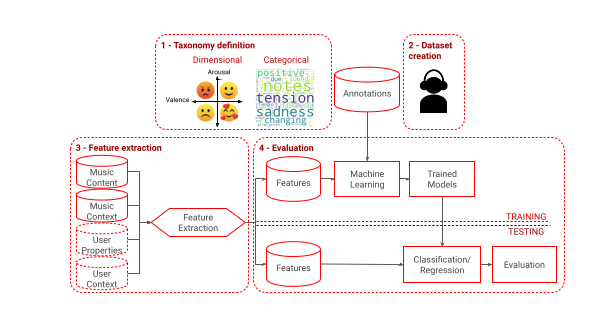 1 - Taxonomy definition
Dimensional
Categorical
Arousal
Valence
positive
due sound
notes
tension
sadness
changing
2 - Dataset
creation
Annotations
3 - Feature extraction
Music
Content
Music
Context
User
Properties
User
Context
Feature
Extraction
4 - Evaluation
Features
Machine
Learning
Trained
Models
TRAINING
TESTING
Features
Classification/
Regression
Evaluation